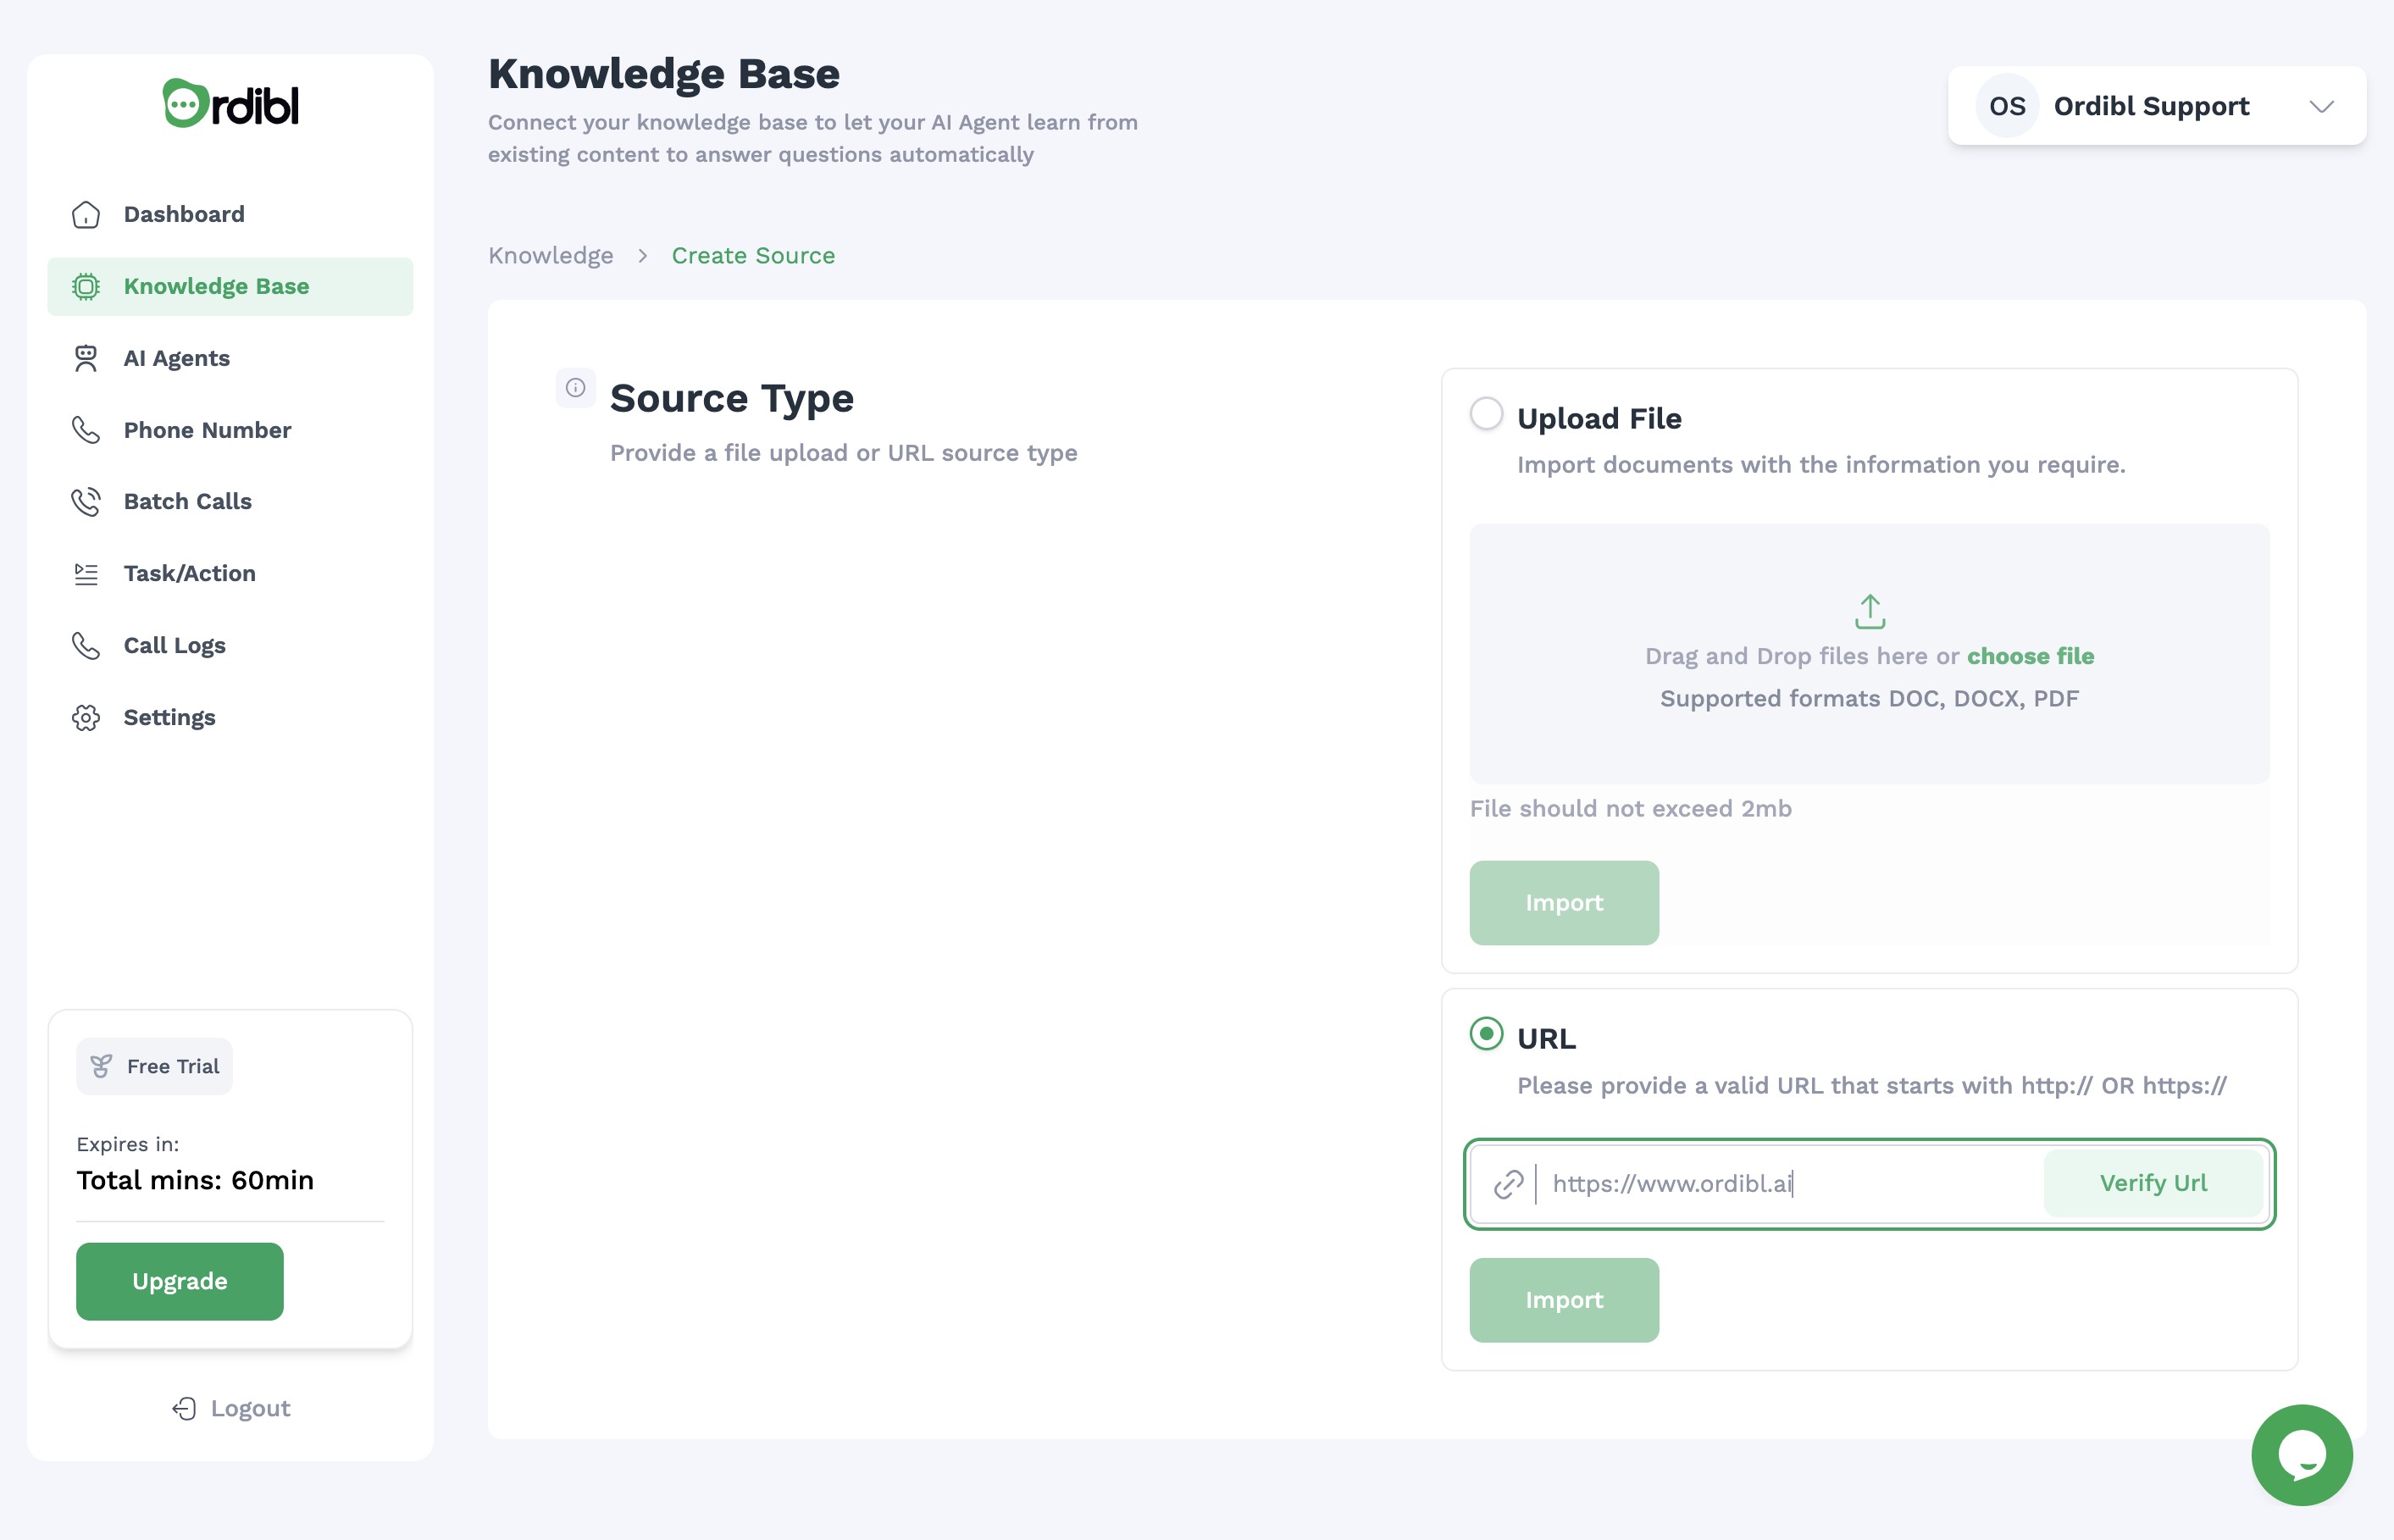 Ordibl
Dashboard
Knowledge Base
AI Agents
Phone Number
Batch Calls
Task/Action
Call Logs
Settings
Free Trial
Expires in:
Total mins: 60min
Upgrade
Logout
Knowledge Base
Connect your knowledge base to let your AI Agent learn from
existing content to answer questions automatically
OS Ordibl Support
Knowledge > Create Source
Source Type
Provide a file upload or URL source type
Upload File
Import documents with the information you require.
Drag and Drop files here or choose file
Supported formats DOC, DOCX, PDF
File should not exceed 2mb
Import
URL
Please provide a valid URL that starts with http:// OR https://
https://www.ordibl.ai Verify Url
Import